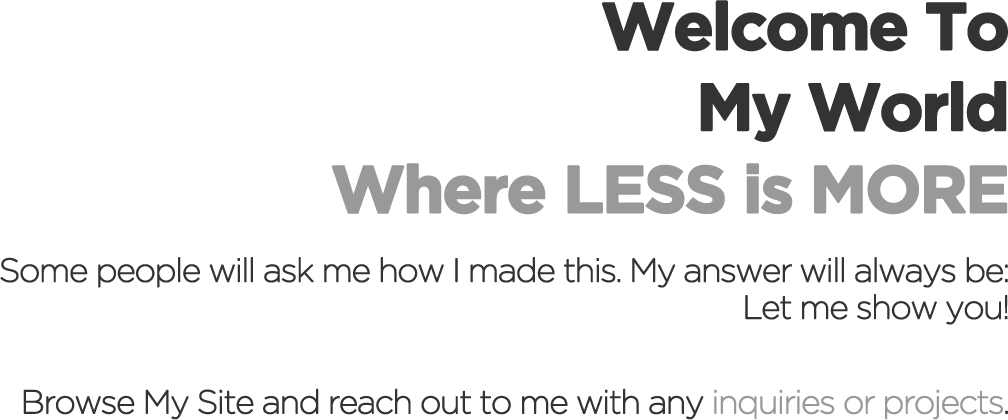 Welcome To
My World
Where LESS is MORE
Some people will ask me how I made this. My answer will always be:
Let me show you!
Browse My Site and reach out to me with any inquiries or projects